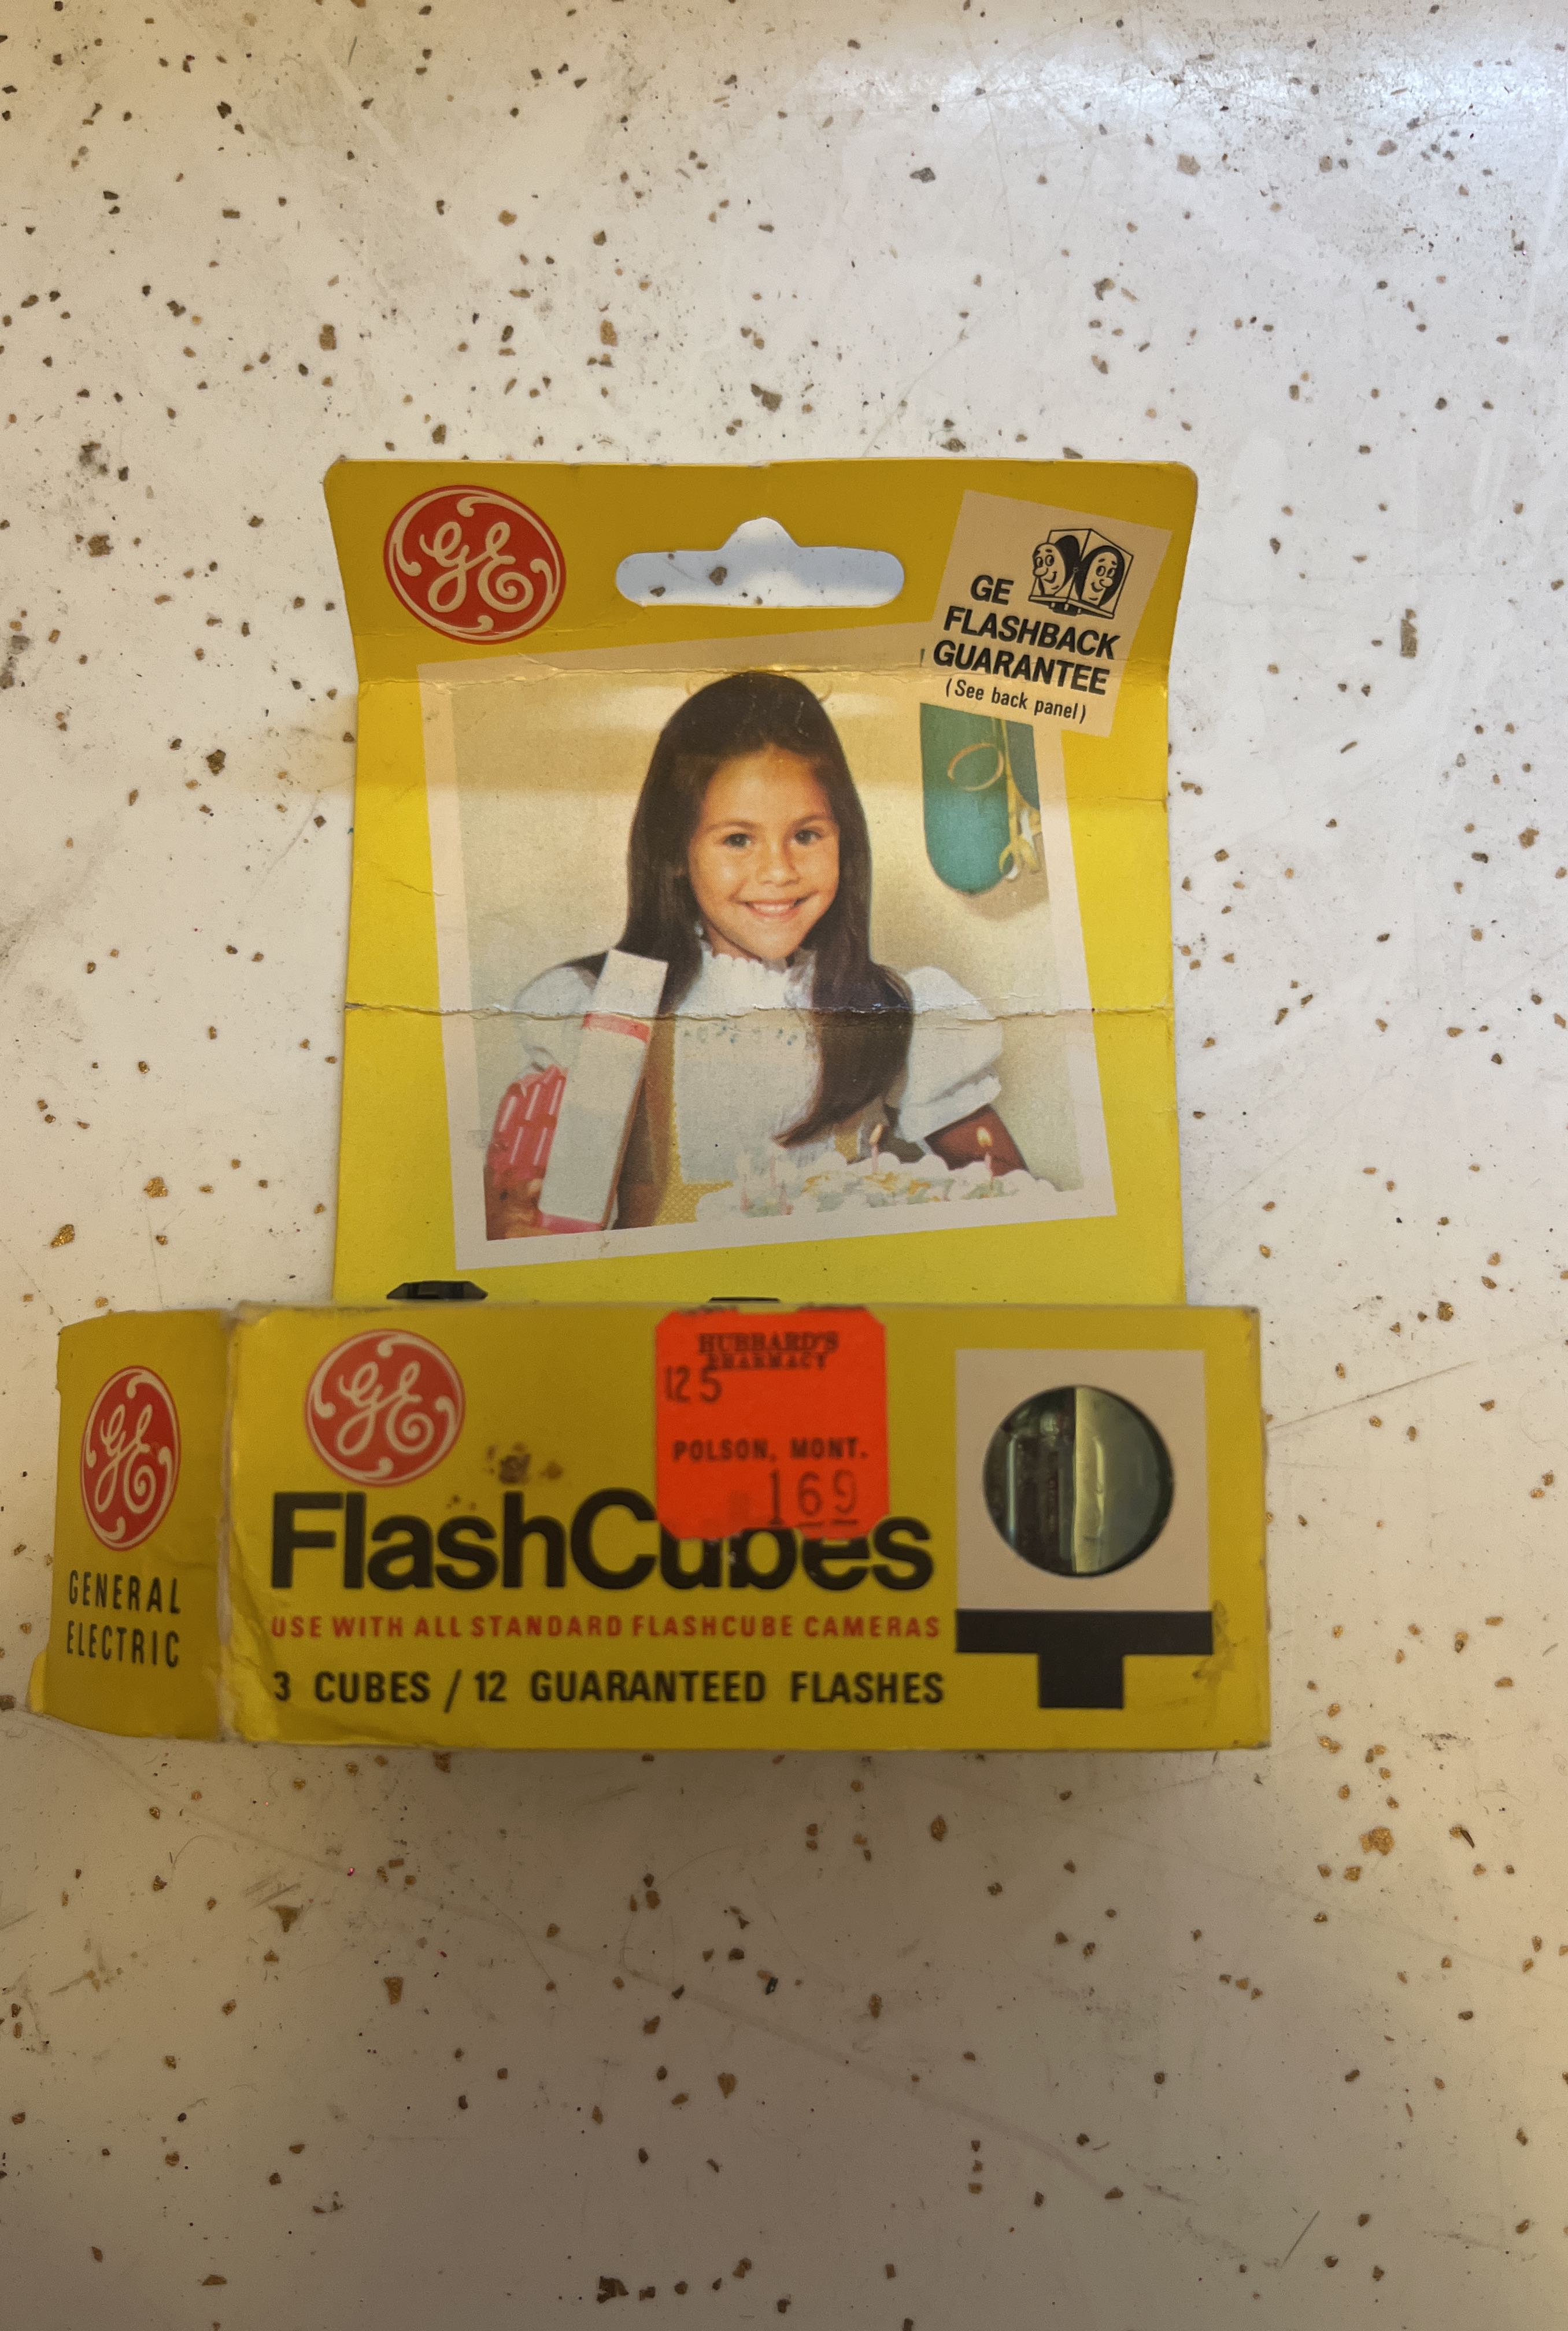 GE
GE
FLASHBACK
GUARANTEE
(See back panel)
GE
GENERAL
ELECTRIC
GE
HUBBARD'S
PHARMACY
125
POLSON, MONT.
169
FlashCubes
USE WITH ALL STANDARD FLASHCUBE CAMERAS
3 CUBES / 12 GUARANTEED FLASHES